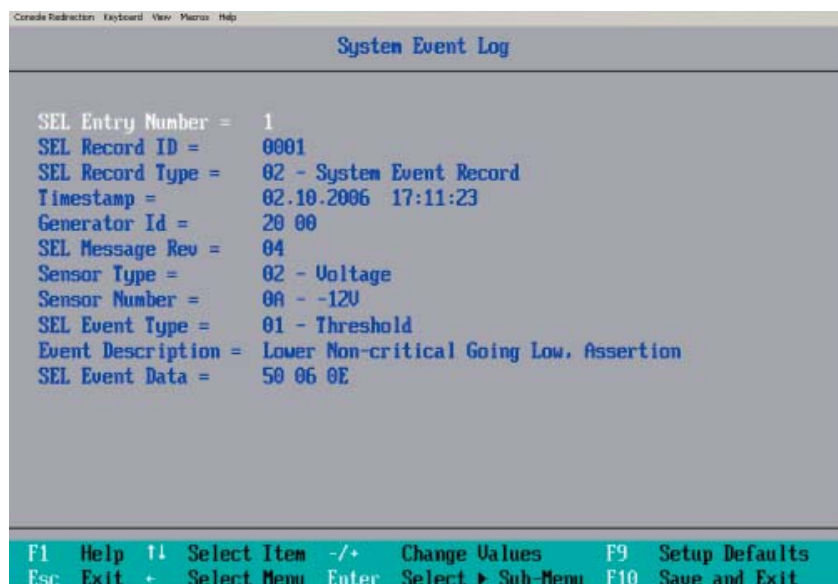 Console Redirection Keyboard View Macros Help
System Event Log
SEL Entry Number = 1
SEL Record ID = 0001
SEL Record Type = 02 - System Event Record
Timestamp = 02.10.2006 17:11:23
Generator Id = 20 00
SEL Message Rev = 04
Sensor Type = 02 - Voltage
Sensor Number = 0A - -12V
SEL Event Type = 01 - Threshold
Event Description = Lower Non-critical Going Low, Assertion
SEL Event Data = 50 06 0E
F1 Help ↑↓ Select Item -/+ Change Values F9 Setup Defaults
Esc Exit ← Select Menu Enter Select ▶ Sub-Menu F10 Save and Exit